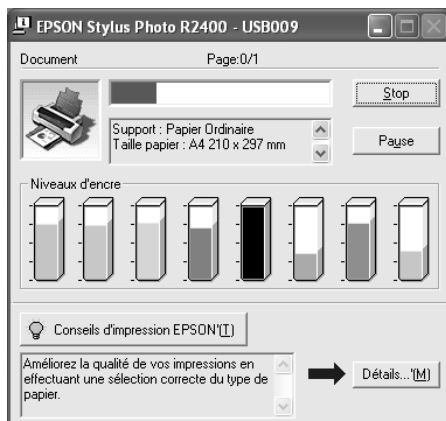 EPSON Stylus Photo R2400 - USB009
Document Page:0/1
Stop
Support : Papier Ordinaire
Taille papier : A4 210 x 297 mm
Pause
Niveaux d'encre
Conseils d'impression EPSON'(T)
Améliorez la qualité de vos impressions en
effectuant une sélection correcte du type de
papier.
Détails...'(M)